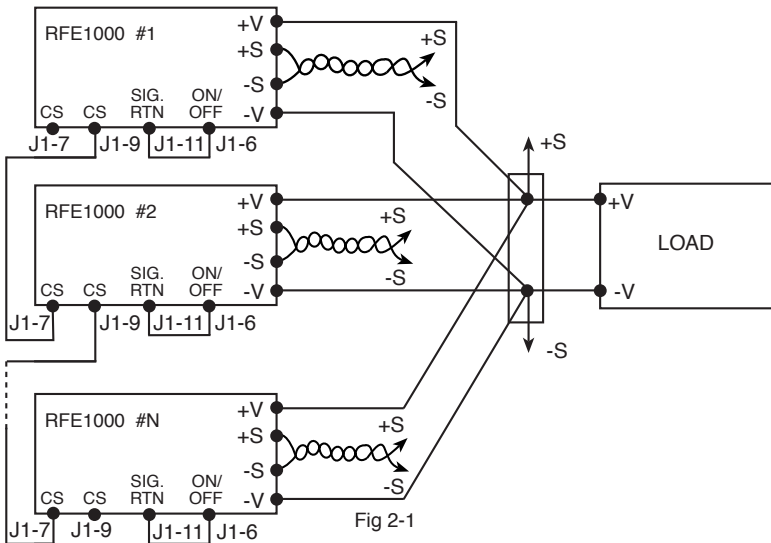 RFE1000 #1
+V
+S
-S
-V
CS
CS
SIG.
RTN
ON/
OFF
J1-7
J1-9
J1-11
J1-6
+S
-S
RFE1000 #2
+V
+S
-S
-V
CS
CS
SIG.
RTN
ON/
OFF
J1-7
J1-9
J1-11
J1-6
+S
-S
+S
-S
+V
-V
LOAD
RFE1000 #N
+V
+S
-S
-V
CS
CS
SIG.
RTN
ON/
OFF
J1-7
J1-9
J1-11
J1-6
+S
-S
Fig 2-1